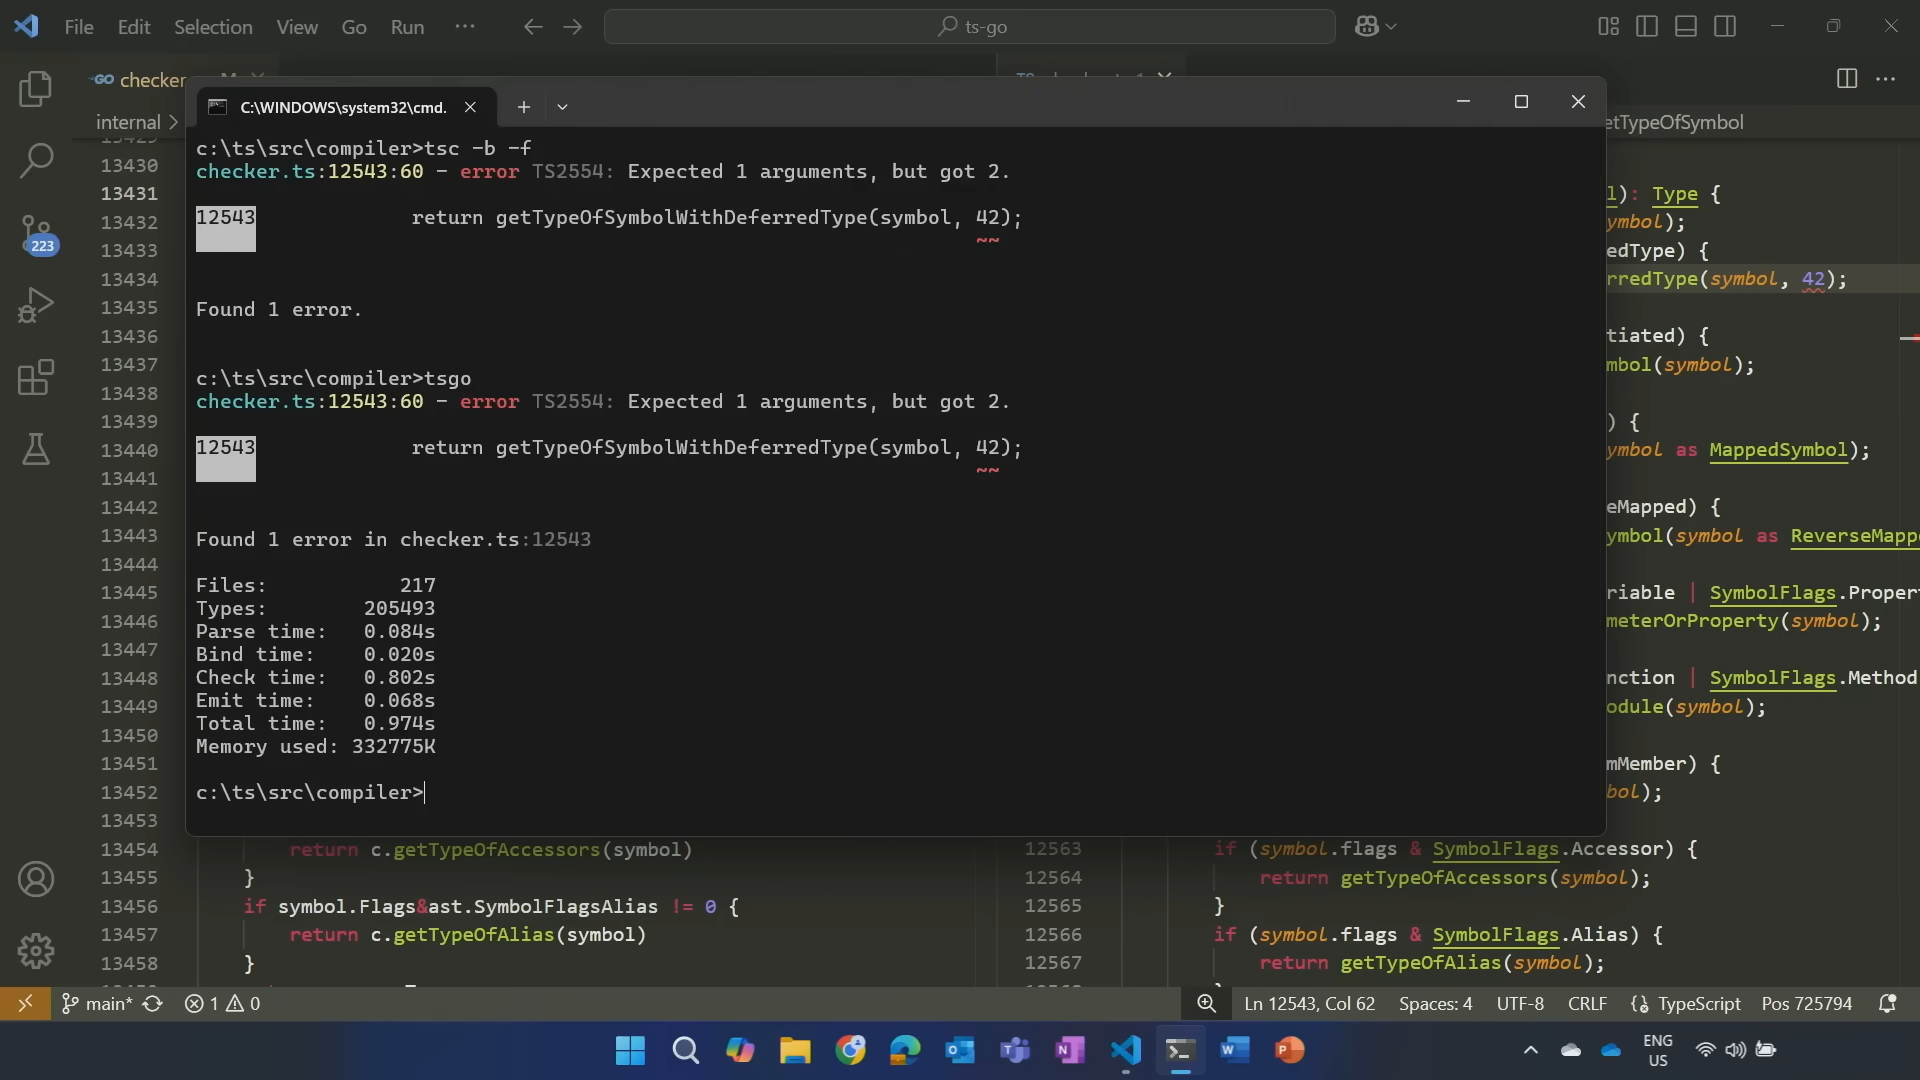 File Edit Selection View Go Run ··· ts-go
checker
C:\WINDOWS\system32\cmd.
internal > etTypeOfSymbol
c:\ts\src\compiler>tsc -b -f
checker.ts:12543:60 - error TS2554: Expected 1 arguments, but got 2.
12543 return getTypeOfSymbolWithDeferredType(symbol, 42);
~~
Found 1 error.
c:\ts\src\compiler>tsgo
checker.ts:12543:60 - error TS2554: Expected 1 arguments, but got 2.
12543 return getTypeOfSymbolWithDeferredType(symbol, 42);
~~
Found 1 error in checker.ts:12543
Files: 217
Types: 205493
Parse time: 0.084s
Bind time: 0.020s
Check time: 0.802s
Emit time: 0.068s
Total time: 0.974s
Memory used: 332775K
c:\ts\src\compiler>
223
13430
13431
13432
13433
13434
13435
13436
13437
13438
13439
13440
13441
13442
13443
13444
13445
13446
13447
13448
13449
13450
13451
13452
13453
13454 return c.getTypeOfAccessors(symbol)
13455 }
13456 if symbol.Flags&ast.SymbolFlagsAlias != 0 {
13457 return c.getTypeOfAlias(symbol)
13458 }
l): Type {
ymbol);
edType) {
rredType(symbol, 42);
tiated) {
mbol(symbol);
) {
ymbol as MappedSymbol);
eMapped) {
ymbol(symbol as ReverseMapp
riable | SymbolFlags.Proper
meterOrProperty(symbol);
nction | SymbolFlags.Method
odule(symbol);
mMember) {
bol);
12563 if (symbol.flags & SymbolFlags.Accessor) {
12564 return getTypeOfAccessors(symbol);
12565 }
12566 if (symbol.flags & SymbolFlags.Alias) {
12567 return getTypeOfAlias(symbol);
main* 1 0 Ln 12543, Col 62 Spaces: 4 UTF-8 CRLF TypeScript Pos 725794
ENG
US